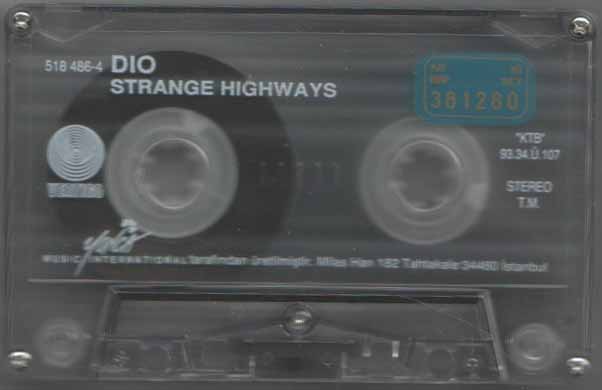 518 486-4 DIO
STRANGE HIGHWAYS
381280
"KTB"
93.34.Ü.107
STEREO
T.M.
VERTIGO
MUSIC INTERNATIONAL tarafından üretilmiştir. Milas Han 182 Tahtakale 34460 İstanbul